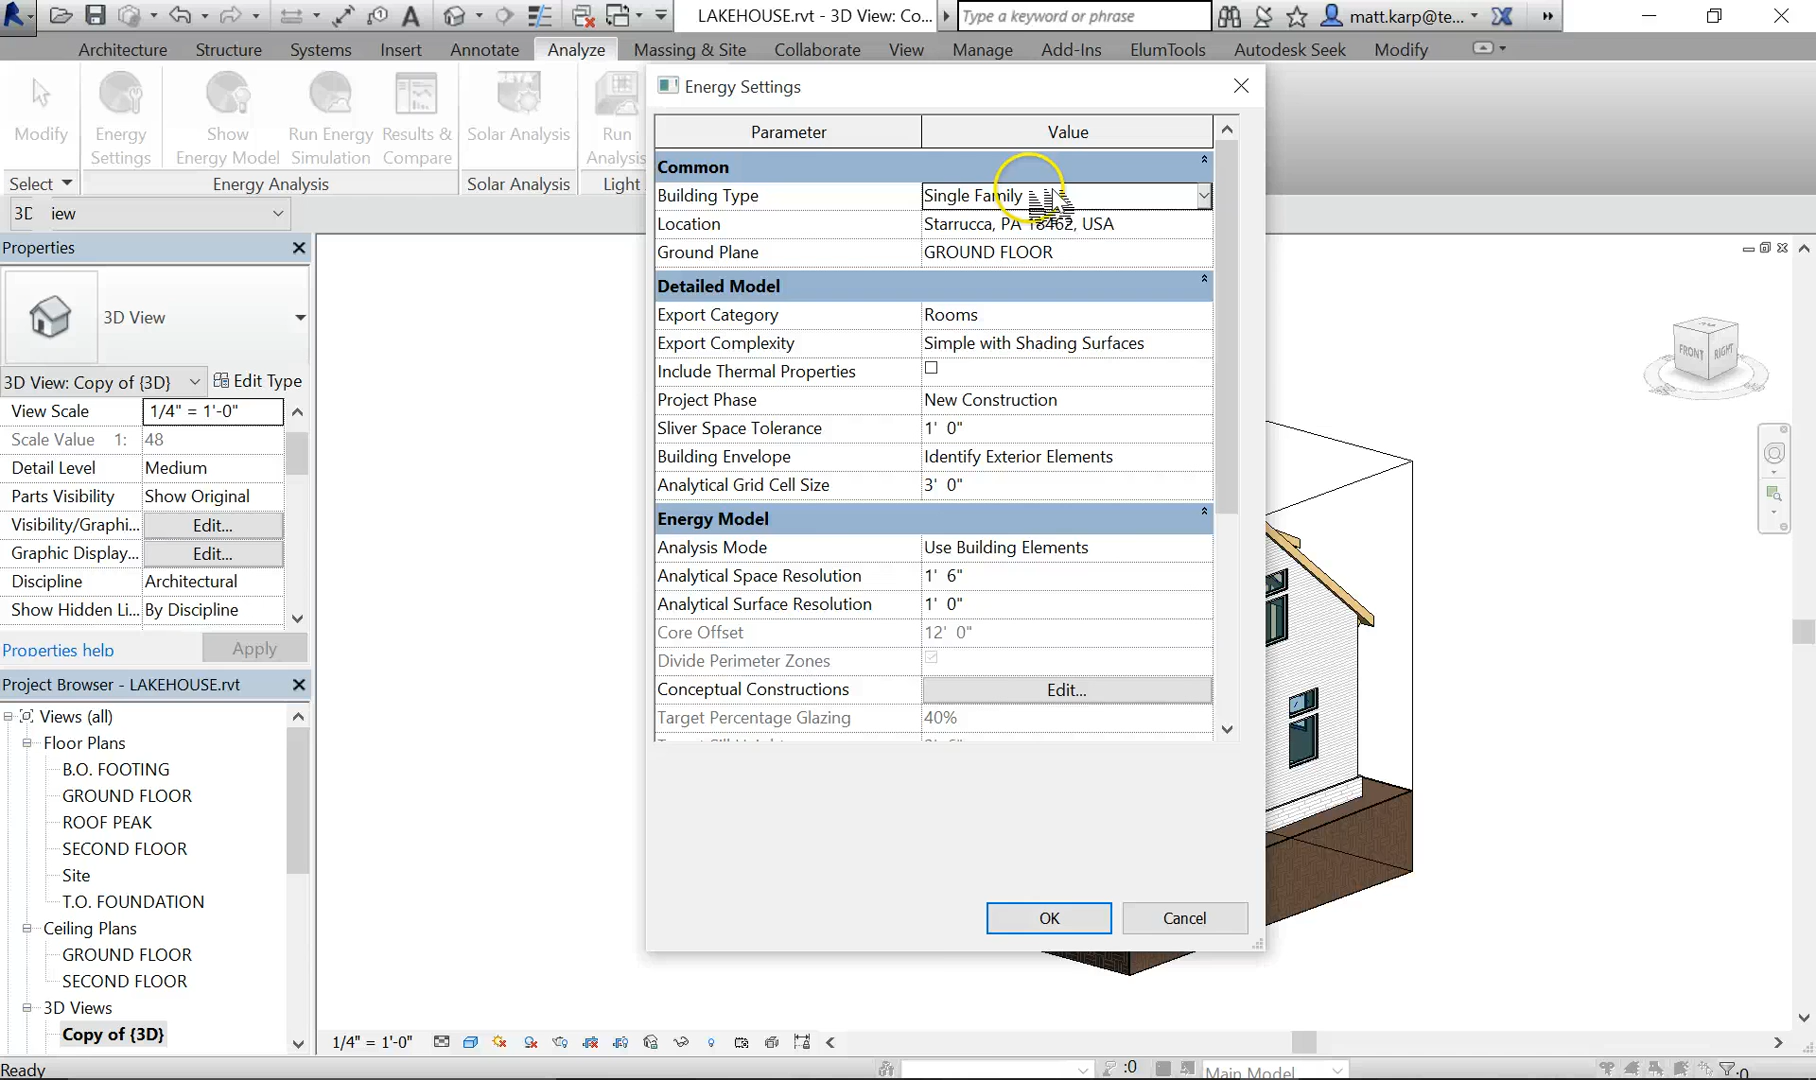 LAKEHOUSE.rvt - 3D View: Co...
Type a keyword or phrase
matt.karp@te...
Architecture Structure Systems Insert Annotate Analyze Massing & Site Collaborate View Manage Add-Ins ElumTools Autodesk Seek Modify
Modify
Energy Settings
Show Energy Model
Run Energy Simulation
Results & Compare
Solar Analysis
Run Analysis
Select
Energy Analysis
Solar Analysis
Light
3D iew
Properties
3D View
3D View: Copy of {3D}
Edit Type
View Scale 1/4" = 1'-0"
Scale Value 1: 48
Detail Level Medium
Parts Visibility Show Original
Visibility/Graphi... Edit...
Graphic Display... Edit...
Discipline Architectural
Show Hidden Li... By Discipline
Properties help
Apply
Project Browser - LAKEHOUSE.rvt
Views (all)
Floor Plans
B.O. FOOTING
GROUND FLOOR
ROOF PEAK
SECOND FLOOR
Site
T.O. FOUNDATION
Ceiling Plans
GROUND FLOOR
SECOND FLOOR
3D Views
Copy of {3D}
Energy Settings
Parameter Value
Common
Building Type Single Family
Location Starrucca, PA 18462, USA
Ground Plane GROUND FLOOR
Detailed Model
Export Category Rooms
Export Complexity Simple with Shading Surfaces
Include Thermal Properties
Project Phase New Construction
Sliver Space Tolerance 1' 0"
Building Envelope Identify Exterior Elements
Analytical Grid Cell Size 3' 0"
Energy Model
Analysis Mode Use Building Elements
Analytical Space Resolution 1' 6"
Analytical Surface Resolution 1' 0"
Core Offset 12' 0"
Divide Perimeter Zones
Conceptual Constructions Edit...
Target Percentage Glazing 40%
OK
Cancel
FRONT
RIGHT
1/4" = 1'-0"
Ready
:0
Main Model
:0